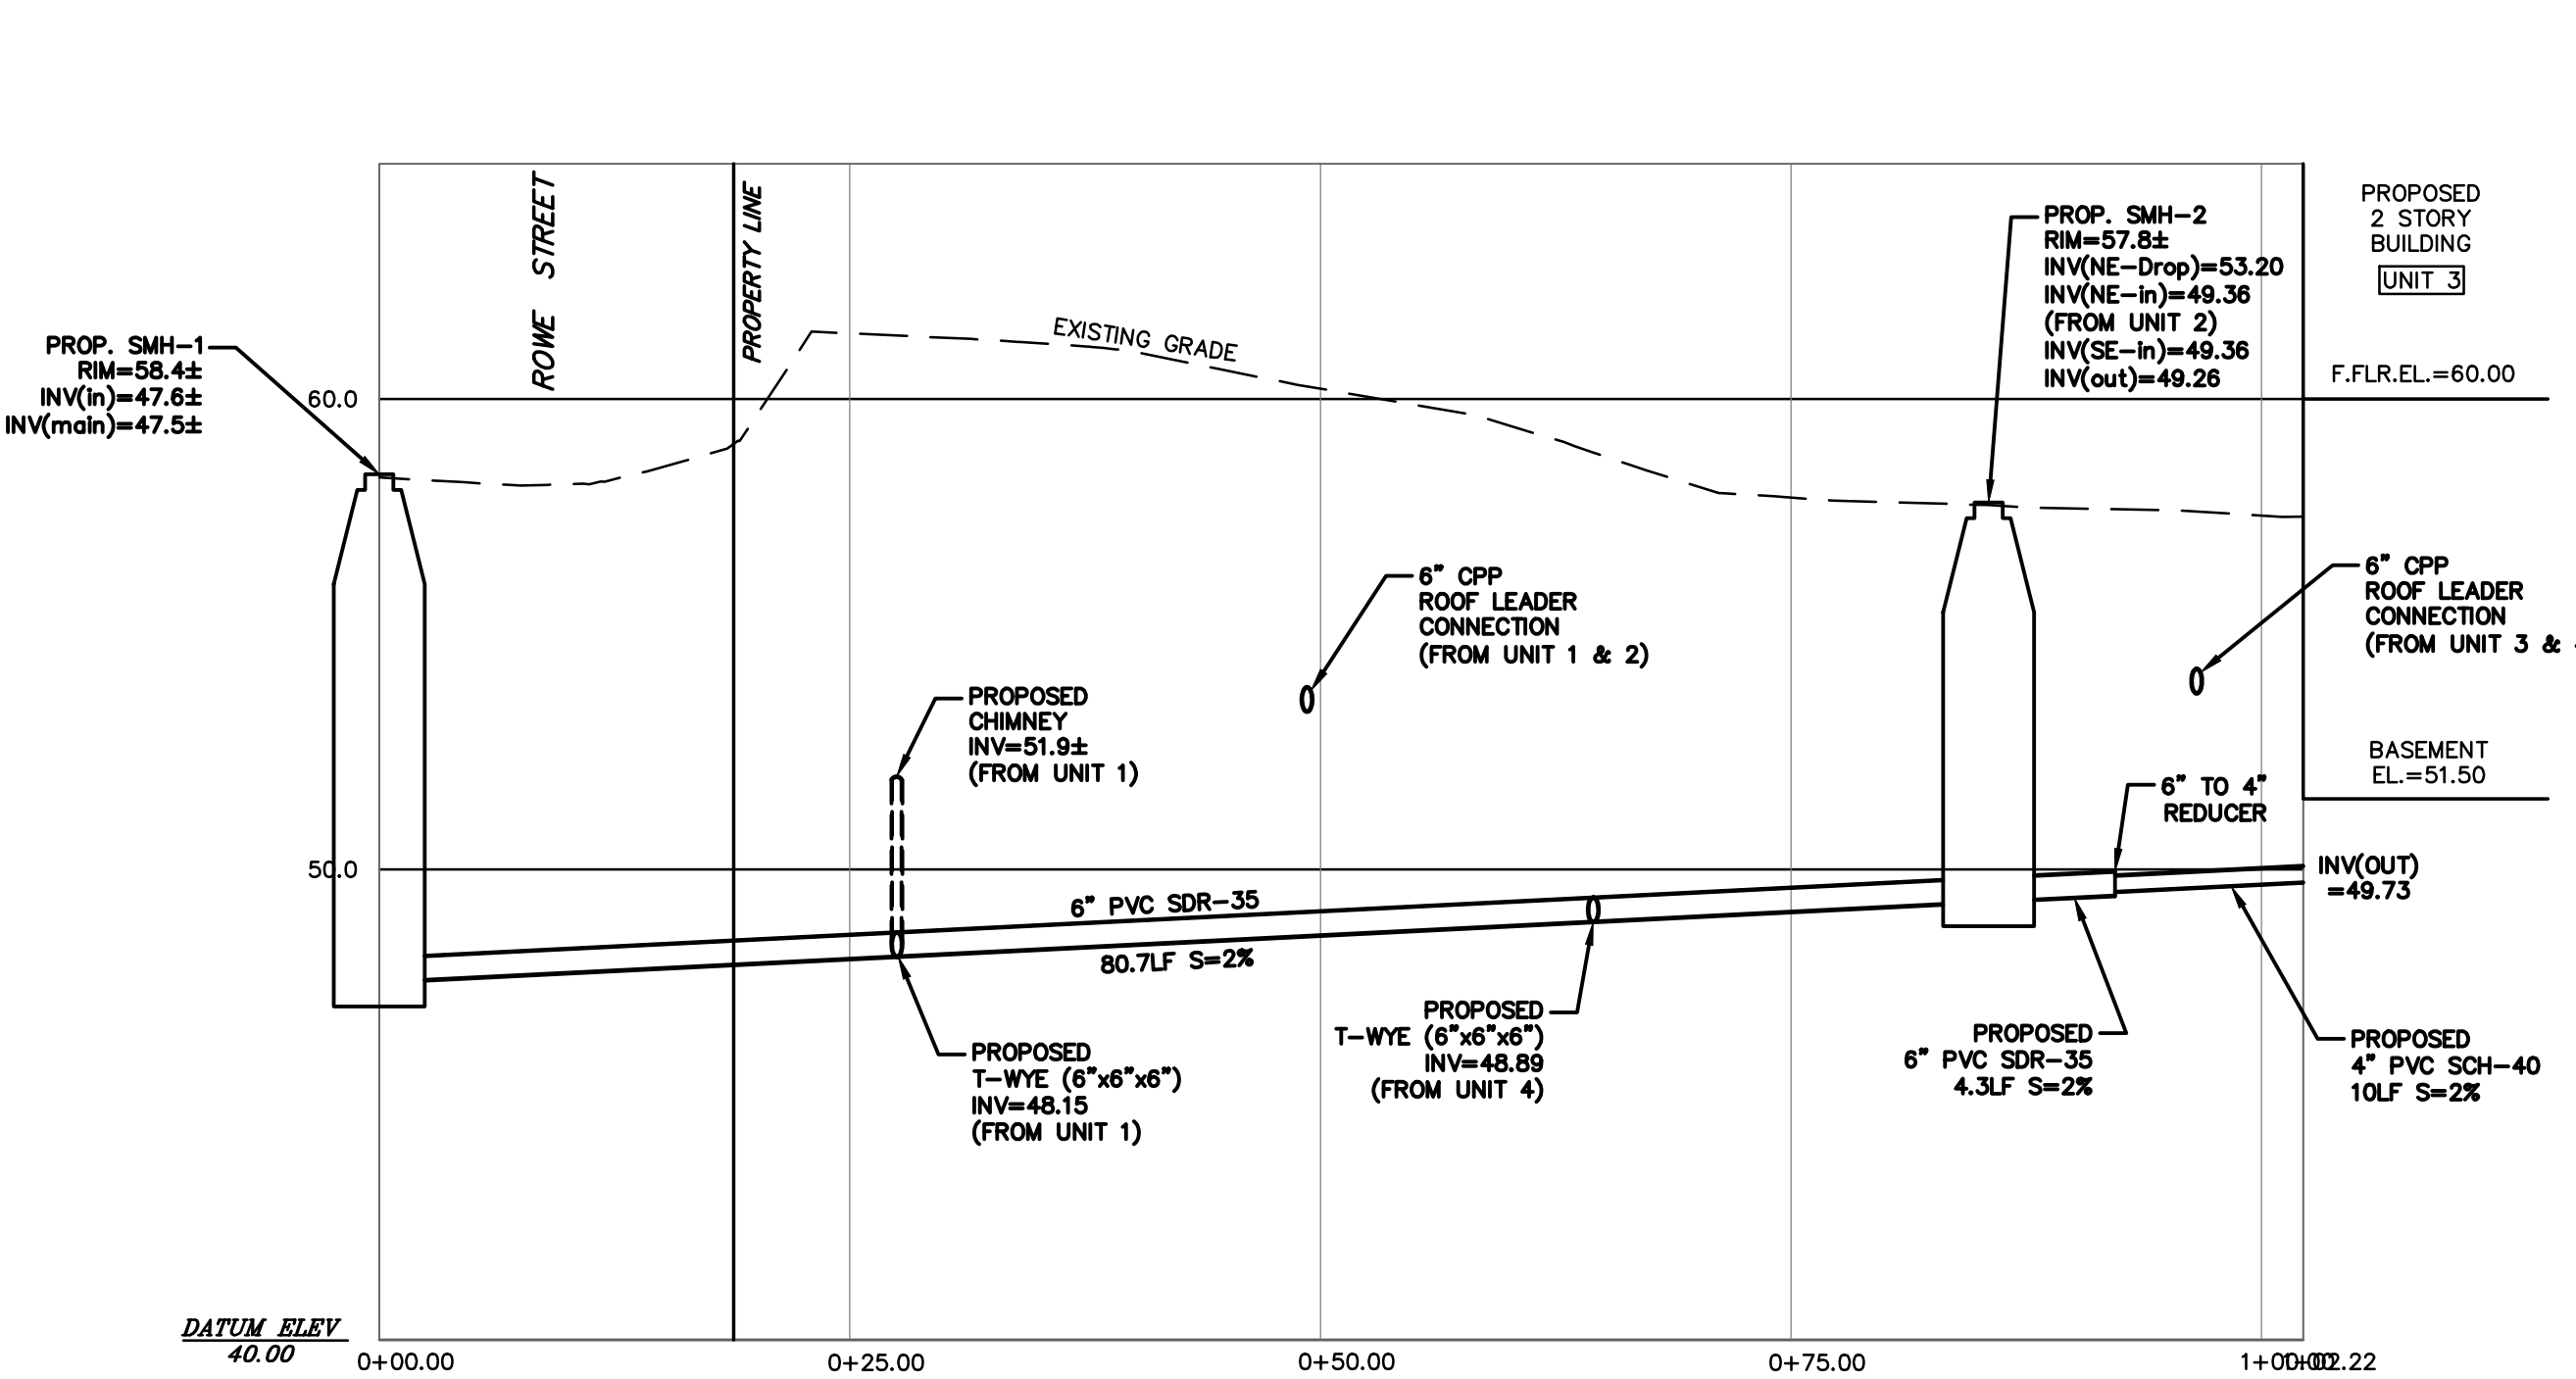 ROWE STREET
PROPERTY LINE
PROPOSED
2 STORY
BUILDING
UNIT 3
PROP. SMH-2
RIM=57.8±
INV(NE-Drop)=53.20
INV(NE-in)=49.36
(FROM UNIT 2)
INV(SE-in)=49.36
INV(out)=49.26
EXISTING GRADE
PROP. SMH-1
RIM=58.4±
INV(in)=47.6±
INV(main)=47.5±
F.FLR.EL.=60.00
60.0
6" CPP
ROOF LEADER
CONNECTION
(FROM UNIT 1 & 2)
6" CPP
ROOF LEADER
CONNECTION
(FROM UNIT 3 &
PROPOSED
CHIMNEY
INV=51.9±
(FROM UNIT 1)
BASEMENT
EL.=51.50
6" TO 4"
REDUCER
50.0
INV(OUT)
=49.73
6" PVC SDR-35
80.7LF S=2%
PROPOSED
T-WYE (6"x6"x6")
INV=48.15
(FROM UNIT 1)
PROPOSED
T-WYE (6"x6"x6")
INV=48.89
(FROM UNIT 4)
PROPOSED
6" PVC SDR-35
4.3LF S=2%
PROPOSED
4" PVC SCH-40
10LF S=2%
DATUM ELEV
40.00
0+00.00
0+25.00
0+50.00
0+75.00
1+00.00
1+02.22